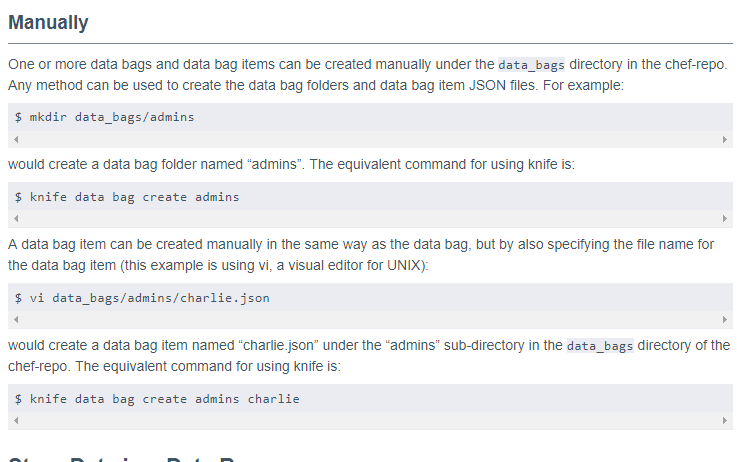 Manually
One or more data bags and data bag items can be created manually under the data_bags directory in the chef-repo.
Any method can be used to create the data bag folders and data bag item JSON files. For example:
$ mkdir data_bags/admins
would create a data bag folder named “admins”. The equivalent command for using knife is:
$ knife data bag create admins
A data bag item can be created manually in the same way as the data bag, but by also specifying the file name for
the data bag item (this example is using vi, a visual editor for UNIX):
$ vi data_bags/admins/charlie.json
would create a data bag item named “charlie.json” under the “admins” sub-directory in the data_bags directory of the
chef-repo. The equivalent command for using knife is:
$ knife data bag create admins charlie